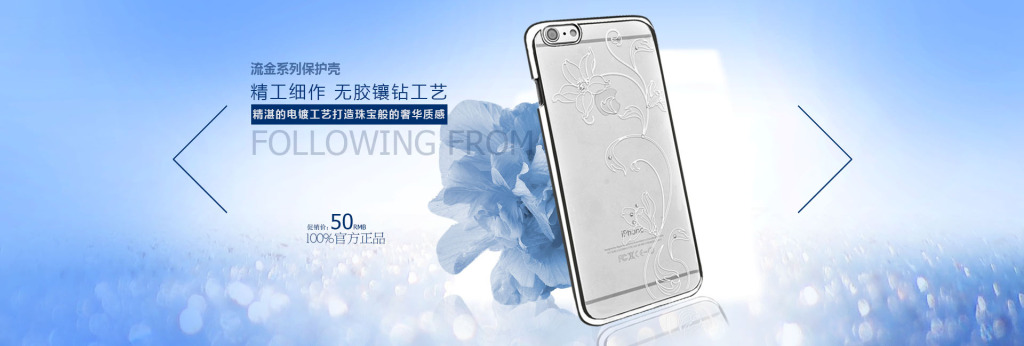 流金系列保护壳
精工细作 无胶镶钻工艺
精湛的电镀工艺打造珠宝般的奢华质感
FOLLOWING FROM
促销价:50RMB
100%官方正品
iPhone